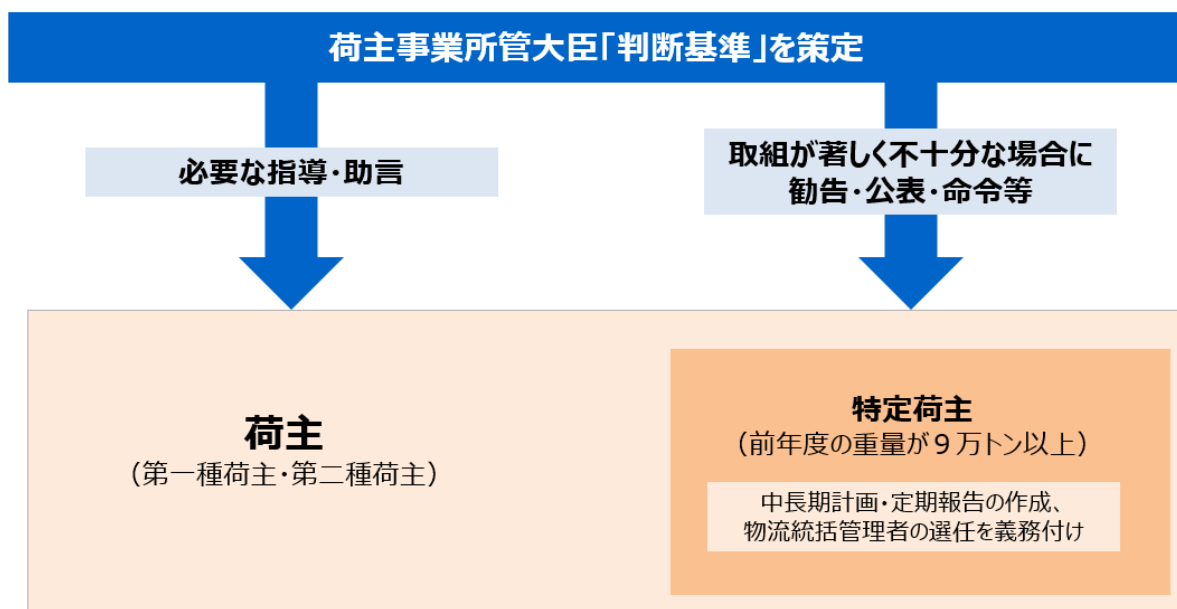 荷主事業所管大臣「判断基準」を策定
必要な指導・助言
取組が著しく不十分な場合に
勧告・公表・命令等
荷主
（第一種荷主・第二種荷主）
特定荷主
（前年度の重量が９万トン以上）
中長期計画・定期報告の作成、
物流統括管理者の選任を義務付け